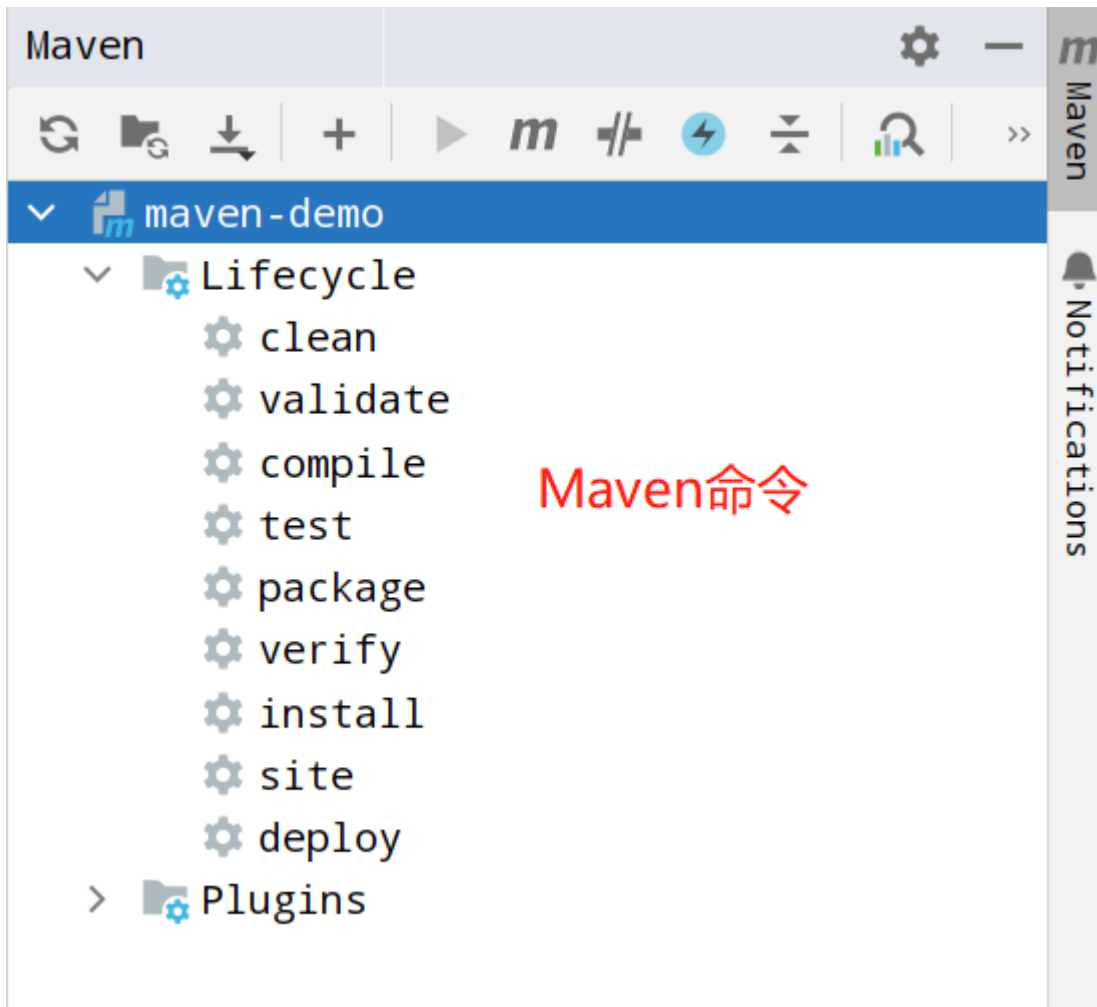 Maven
maven-demo
Lifecycle
clean
validate
compile
test
package
verify
install
site
deploy
Plugins
Maven命令
Maven
Notifications